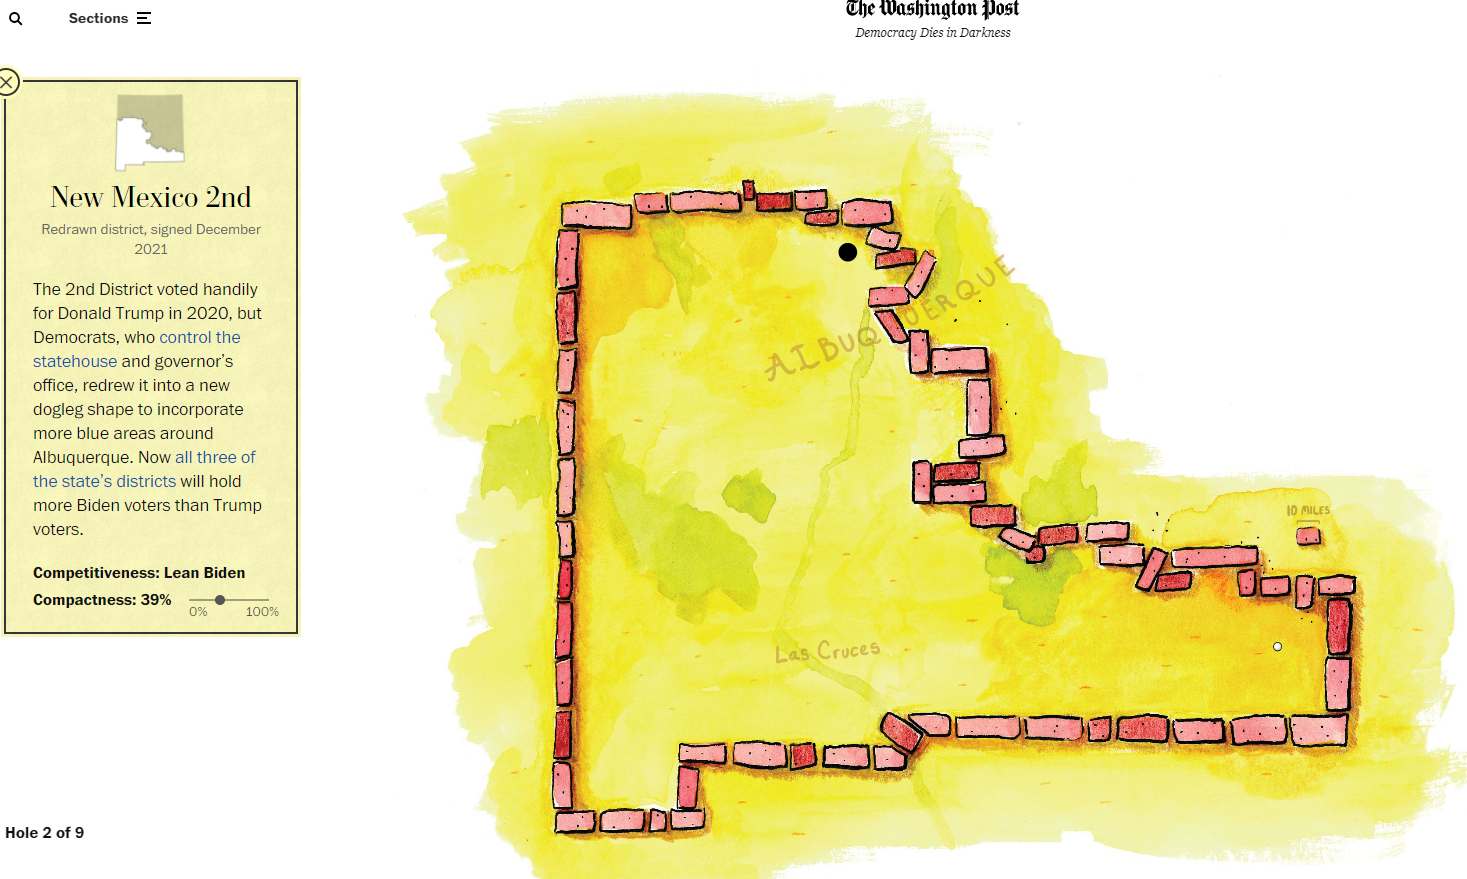 Sections
The Washington Post
Democracy Dies in Darkness
New Mexico 2nd
Redrawn district, signed December
2021
The 2nd District voted handily
for Donald Trump in 2020, but
Democrats, who control the
statehouse and governor’s
office, redrew it into a new
dogleg shape to incorporate
more blue areas around
Albuquerque. Now all three of
the state’s districts will hold
more Biden voters than Trump
voters.
Competitiveness: Lean Biden
Compactness: 39%
0% 100%
Hole 2 of 9
ALBUQUERQUE
10 MILES
Las Cruces